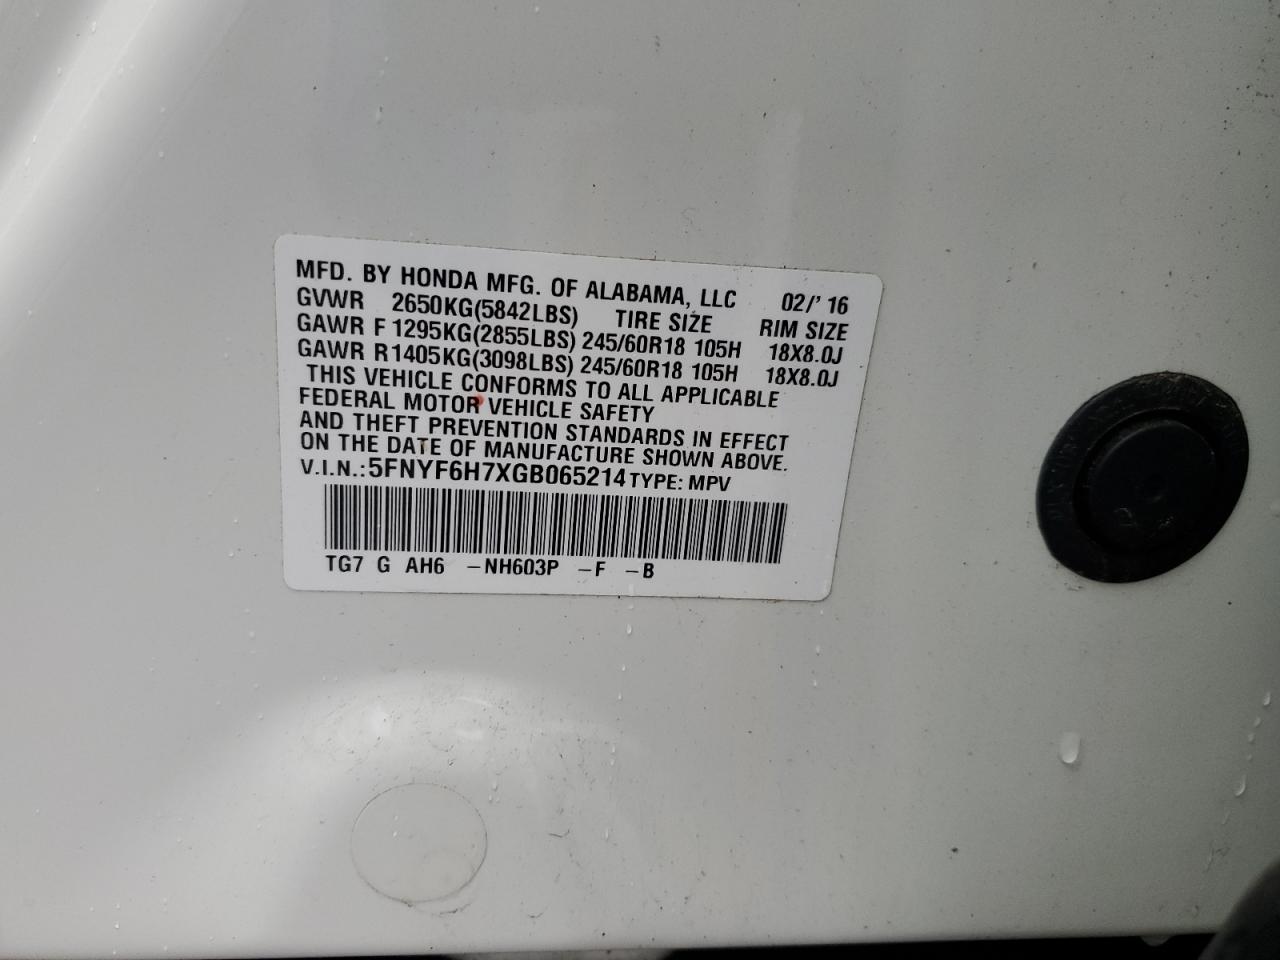 MFD. BY HONDA MFG. OF ALABAMA, LLC 02/' 16
GVWR 2650KG(5842LBS) TIRE SIZE RIM SIZE
GAWR F 1295KG(2855LBS) 245/60R18 105H 18X8.0J
GAWR R 1405KG(3098LBS) 245/60R18 105H 18X8.0J
THIS VEHICLE CONFORMS TO ALL APPLICABLE
FEDERAL MOTOR VEHICLE SAFETY
AND THEFT PREVENTION STANDARDS IN EFFECT
ON THE DATE OF MANUFACTURE SHOWN ABOVE.
V.I.N.: 5FNYF6H7XGB065214 TYPE: MPV
TG7 G AH6 –NH603P –F –B